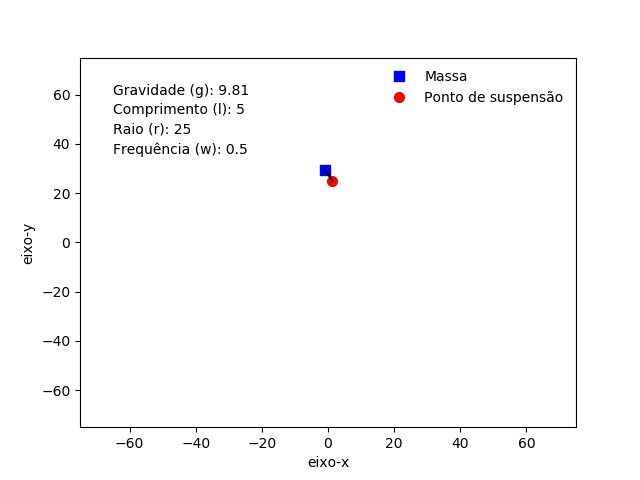 Gravidade (g): 9.81
Comprimento (l): 5
Raio (r): 25
Frequência (w): 0.5
Massa
Ponto de suspensão
60
40
20
0
−20
−40
−60
eixo-y
−60
−40
−20
0
20
40
60
eixo-x